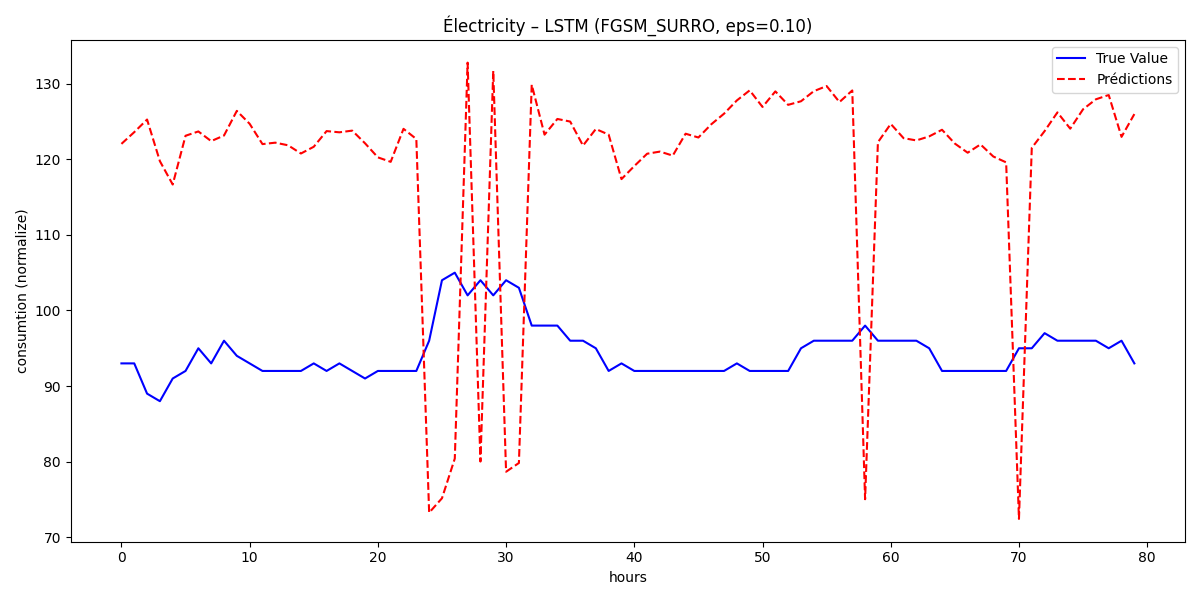 Électricity – LSTM (FGSM_SURRO, eps=0.10)
True Value
Prédictions
consumtion (normalize)
130
120
110
100
90
80
70
0 10 20 30 40 50 60 70 80
hours